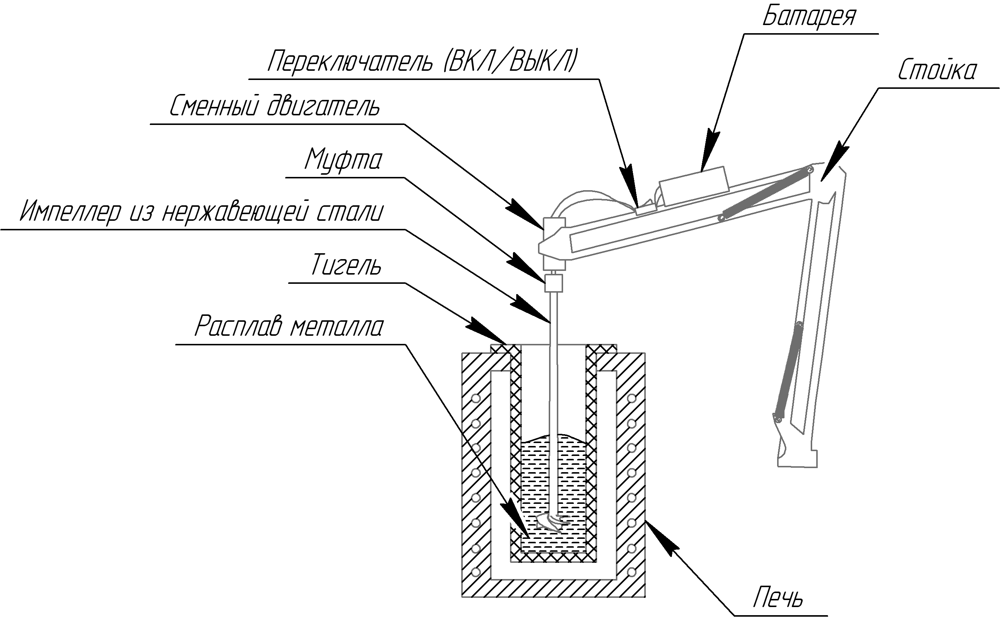 Батарея
Переключатель (ВКЛ/ВЫКЛ)
Стойка
Сменный двигатель
Муфта
Импеллер из нержавеющей стали
Тигель
Расплав металла
Печь